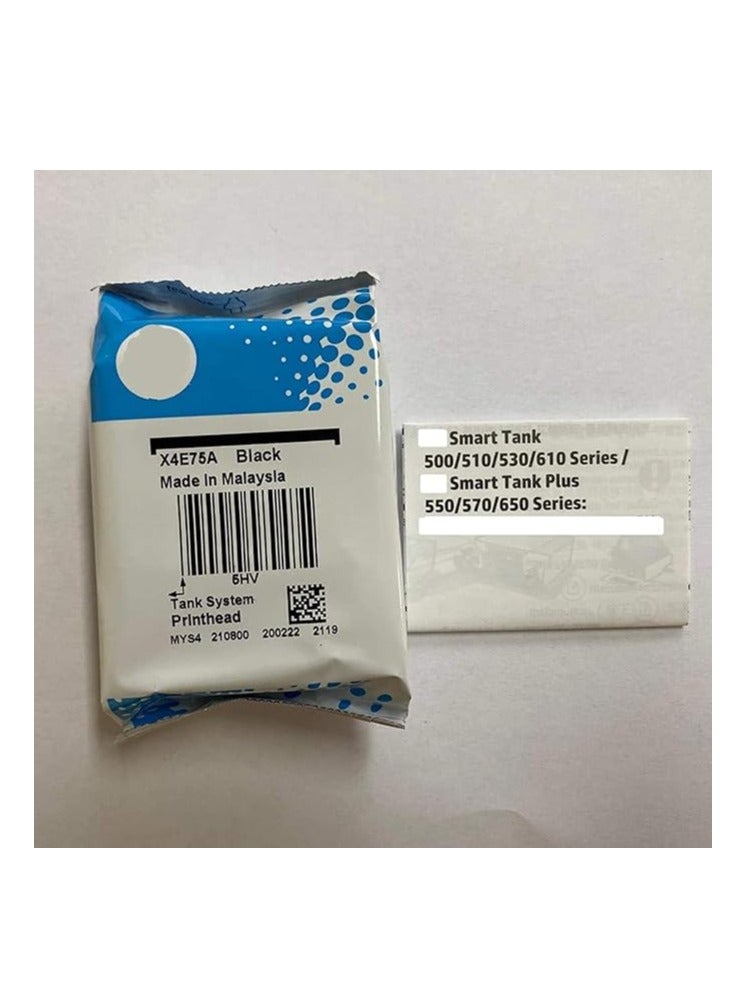 X4E75A Black
Made In Malaysia
5HV
Tank System
Printhead
MYS4 210800 200222 2119
Smart Tank
500/510/530/610 Series /
Smart Tank Plus
550/570/650 Series: